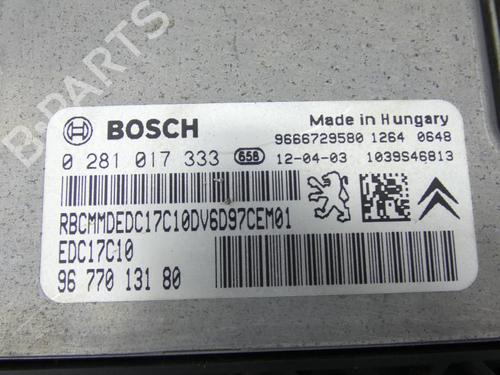 BOSCH
Made in Hungary
9666729580 1264 0648
0 281 017 333 658 12-04-03 1039S46813
RBCMMDEDC17C10DV6D97CEM01
EDC17C10
96 770 131 80
B-PARTS